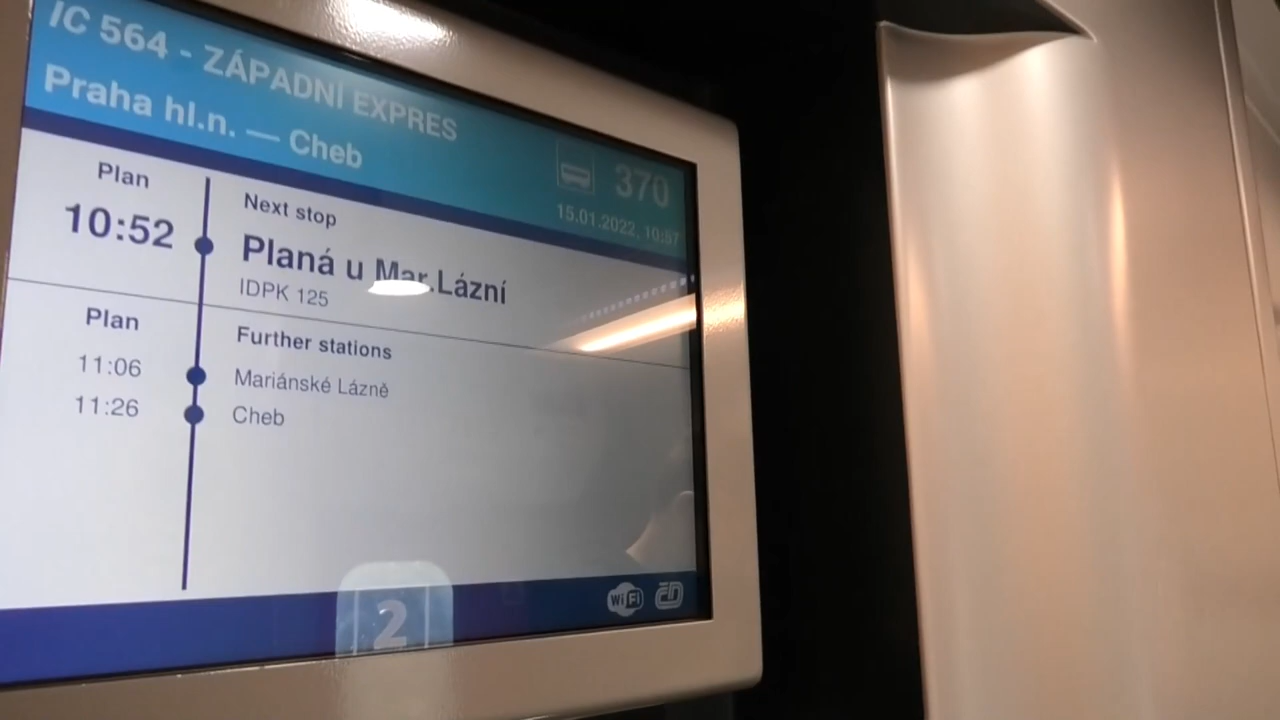 IC 564 - ZÁPADNÍ EXPRES
Praha hl.n. — Cheb
370
15.01.2022, 10:57
Plan
Next stop
10:52
Planá u Mar.Lázní
IDPK 125
Plan
Further stations
11:06
Mariánské Lázně
11:26
Cheb
2
WiFi
ČD